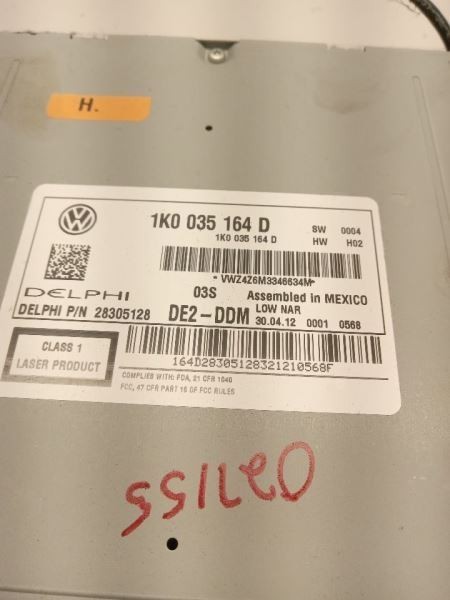 H.
1K0 035 164 D
1K0 035 164 D
SW 0004
HW H02
*VWZ4Z6M3346634M*
DELPHI
03S
Assembled in MEXICO
DELPHI P/N 28305128
DE2-DDM
LOW NAR
30.04.12 0001 0568
CLASS 1
LASER PRODUCT
164D28305128321210568F
COMPLIED WITH: FDA, 21 CFR 1040
FCC, 47 CFR PART 15 OF FCC RULES